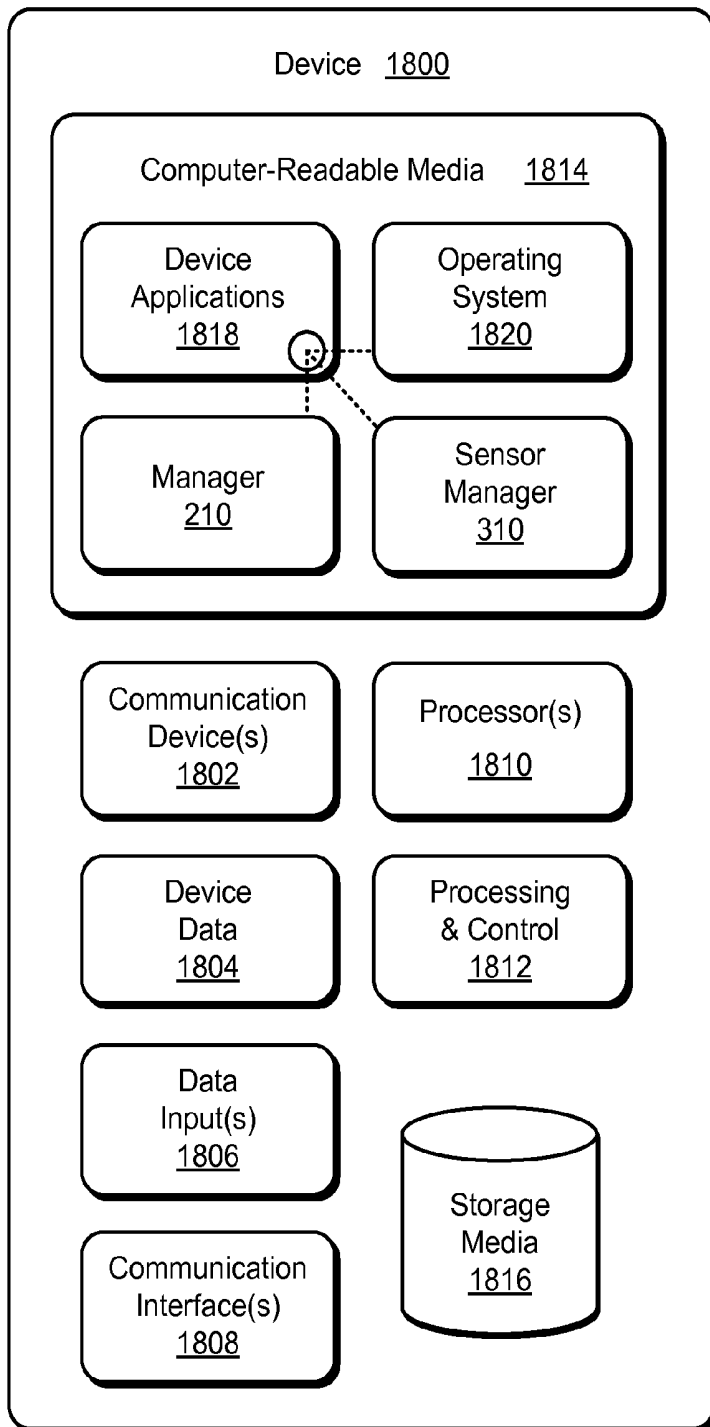 Device 1800
Computer-Readable Media 1814
Device
Applications
1818
Operating
System
1820
Manager
210
Sensor
Manager
310
Communication
Device(s)
1802
Processor(s)
1810
Device
Data
1804
Processing
& Control
1812
Data
Input(s)
1806
Storage
Media
1816
Communication
Interface(s)
1808